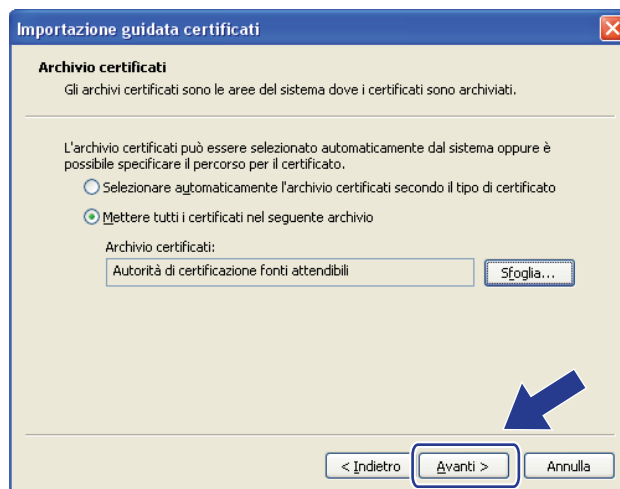 Importazione guidata certificati
Archivio certificati
Gli archivi certificati sono le aree del sistema dove i certificati sono archiviati.
L'archivio certificati può essere selezionato automaticamente dal sistema oppure è
possibile specificare il percorso per il certificato.
Selezionare automaticamente l'archivio certificati secondo il tipo di certificato
Mettere tutti i certificati nel seguente archivio
Archivio certificati:
Autorità di certificazione fonti attendibili
Sfoglia...
< Indietro
Avanti >
Annulla